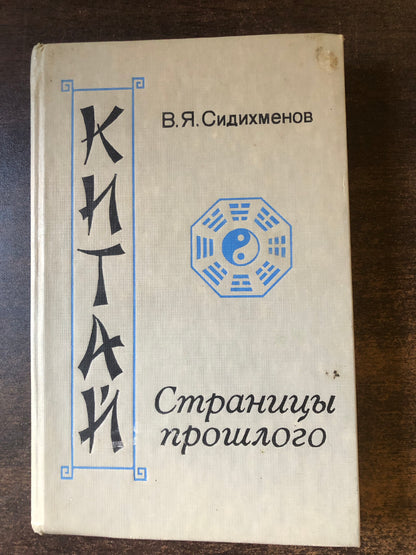 КИТАЙ
В.Я.Сидихменов
Страницы
прошлого